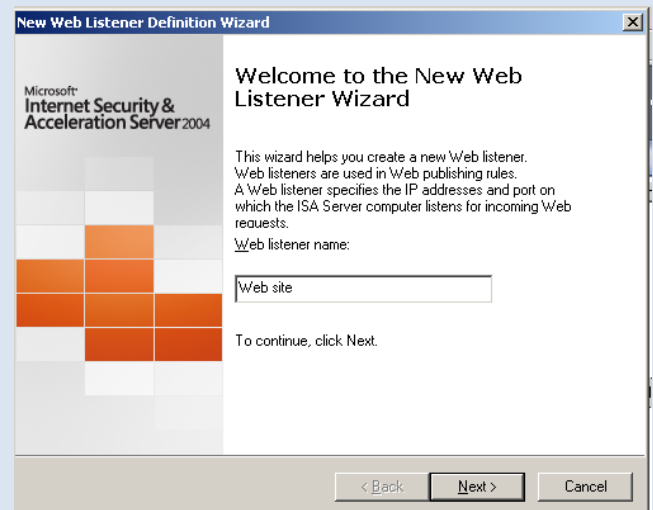 New Web Listener Definition Wizard
Microsoft
Internet Security &
Acceleration Server 2004
Welcome to the New Web
Listener Wizard
This wizard helps you create a new Web listener.
Web listeners are used in Web publishing rules.
A Web listener specifies the IP addresses and port on
which the ISA Server computer listens for incoming Web
requests.
Web listener name:
Web site
To continue, click Next.
< Back Next > Cancel